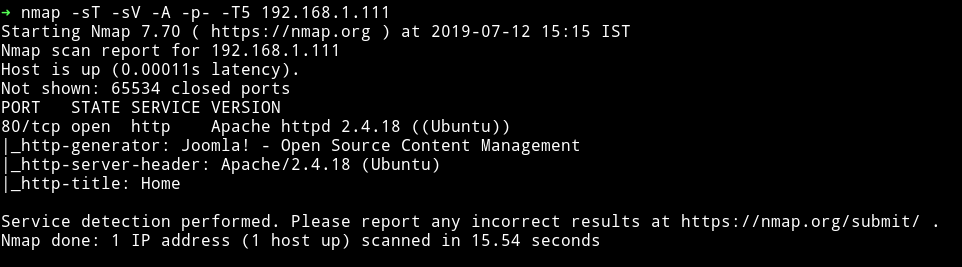 ➜ nmap -sT -sV -A -p- -T5 192.168.1.111
Starting Nmap 7.70 ( https://nmap.org ) at 2019-07-12 15:15 IST
Nmap scan report for 192.168.1.111
Host is up (0.00011s latency).
Not shown: 65534 closed ports
PORT   STATE SERVICE VERSION
80/tcp open  http    Apache httpd 2.4.18 ((Ubuntu))
|_http-generator: Joomla! - Open Source Content Management
|_http-server-header: Apache/2.4.18 (Ubuntu)
|_http-title: Home
Service detection performed. Please report any incorrect results at https://nmap.org/submit/ .
Nmap done: 1 IP address (1 host up) scanned in 15.54 seconds